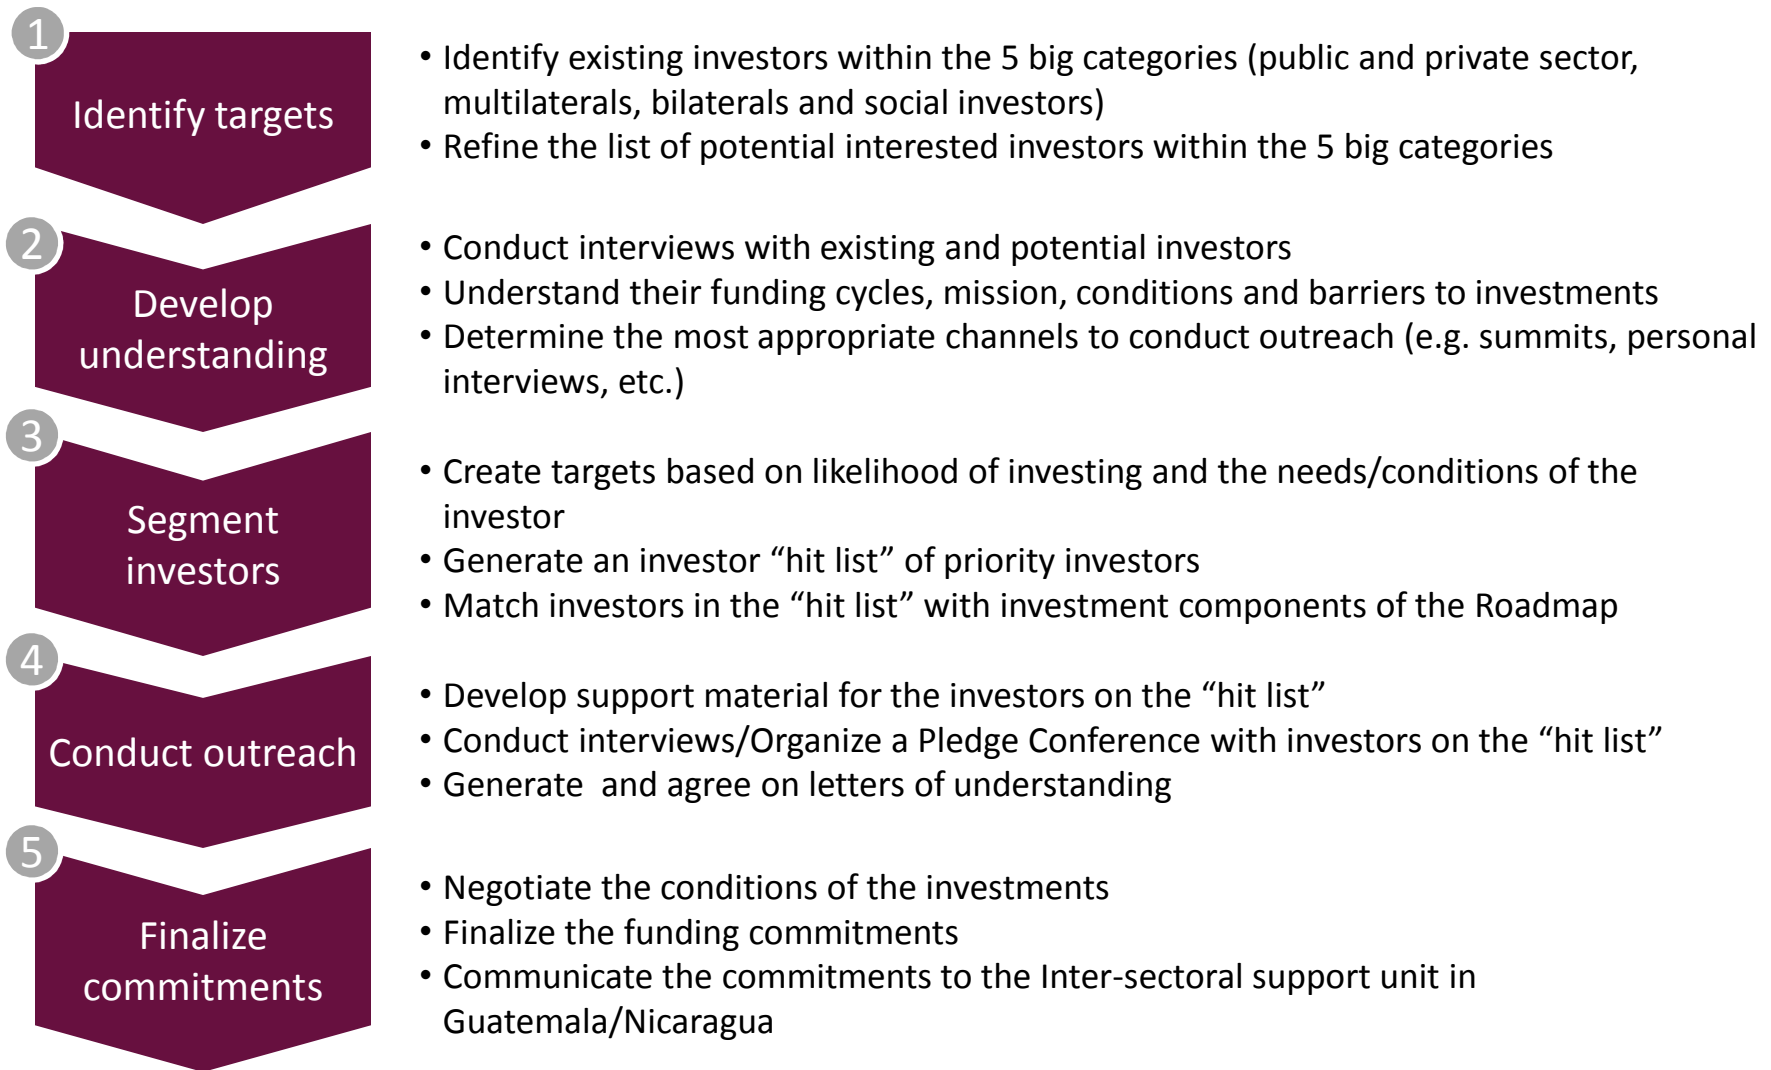 1
Identify targets
• Identify existing investors within the 5 big categories (public and private sector,
multilaterals, bilaterals and social investors)
• Refine the list of potential interested investors within the 5 big categories
2
Develop
understanding
• Conduct interviews with existing and potential investors
• Understand their funding cycles, mission, conditions and barriers to investments
• Determine the most appropriate channels to conduct outreach (e.g. summits, personal
interviews, etc.)
3
Segment
investors
• Create targets based on likelihood of investing and the needs/conditions of the
investor
• Generate an investor “hit list” of priority investors
• Match investors in the “hit list” with investment components of the Roadmap
4
Conduct outreach
• Develop support material for the investors on the “hit list”
• Conduct interviews/Organize a Pledge Conference with investors on the “hit list”
• Generate  and agree on letters of understanding
5
Finalize
commitments
• Negotiate the conditions of the investments
• Finalize the funding commitments
• Communicate the commitments to the Inter-sectoral support unit in
Guatemala/Nicaragua